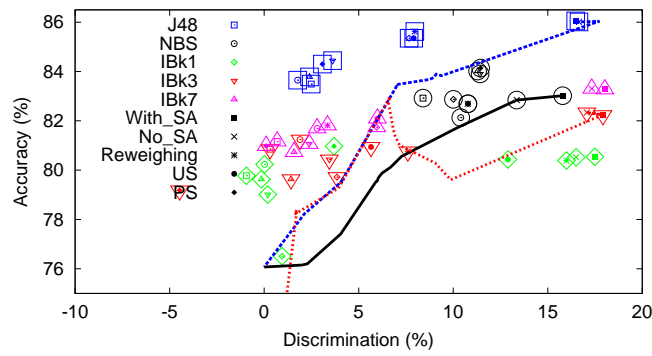 86
84
82
80
78
76
-10
-5
0
5
10
15
20
Accuracy (%)
Discrimination (%)
J48
NBS
IBk1
IBk3
IBk7
With_SA
No_SA
Reweighing
US
PS